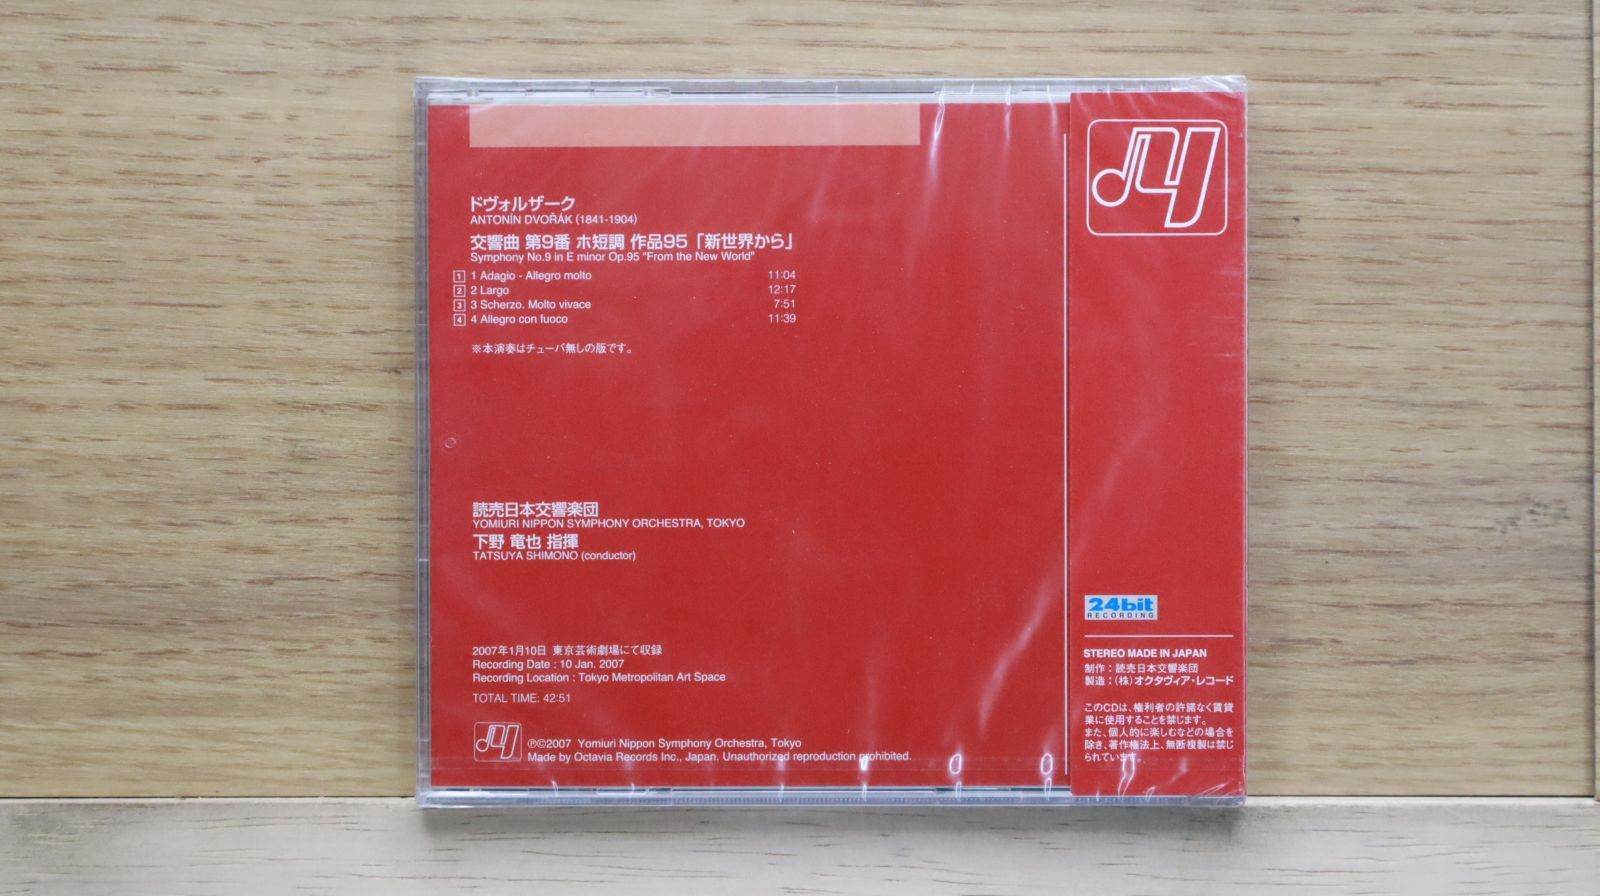 ドヴォルザーク
ANTONÍN DVOŘÁK (1841-1904)
交響曲 第9番 ホ短調 作品95「新世界から」
Symphony No.9 in E minor Op.95 "From the New World"
1 1 Adagio - Allegro molto 11:04
2 2 Largo 12:17
3 3 Scherzo. Molto vivace 7:51
4 4 Allegro con fuoco 11:39
※本演奏はチューバ無しの版です。
読売日本交響楽団
YOMIURI NIPPON SYMPHONY ORCHESTRA, TOKYO
下野 竜也 指揮
TATSUYA SHIMONO (conductor)
2007年1月10日 東京芸術劇場にて収録
Recording Date : 10 Jan. 2007
Recording Location : Tokyo Metropolitan Art Space
TOTAL TIME: 42:51
℗©2007 Yomiuri Nippon Symphony Orchestra, Tokyo
Made by Octavia Records Inc., Japan. Unauthorized reproduction prohibited.
24bit
RECORDING
STEREO MADE IN JAPAN
制作：読売日本交響楽団
製造：(株)オクタヴィア・レコード
このCDは、権利者の許諾なく賃貸
業に使用することを禁じます。
また、個人的に楽しむなどの場合を
除き、著作権法上、無断複製は禁じ
られています。